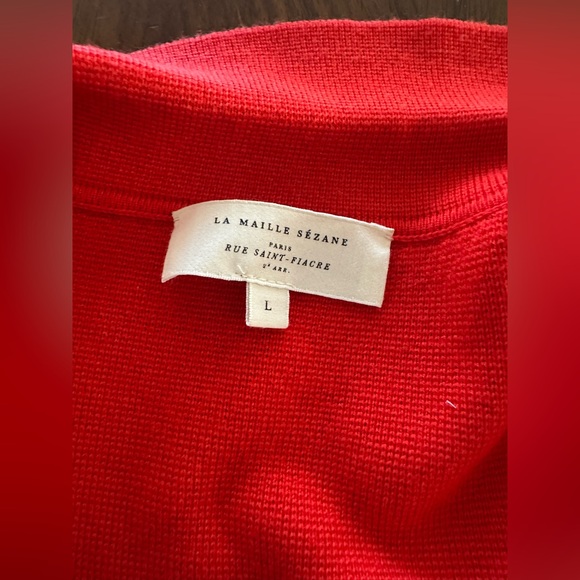 LA MAILLE SÉZANE
PARIS
RUE SAINT-FIACRE
2E ARR.
L